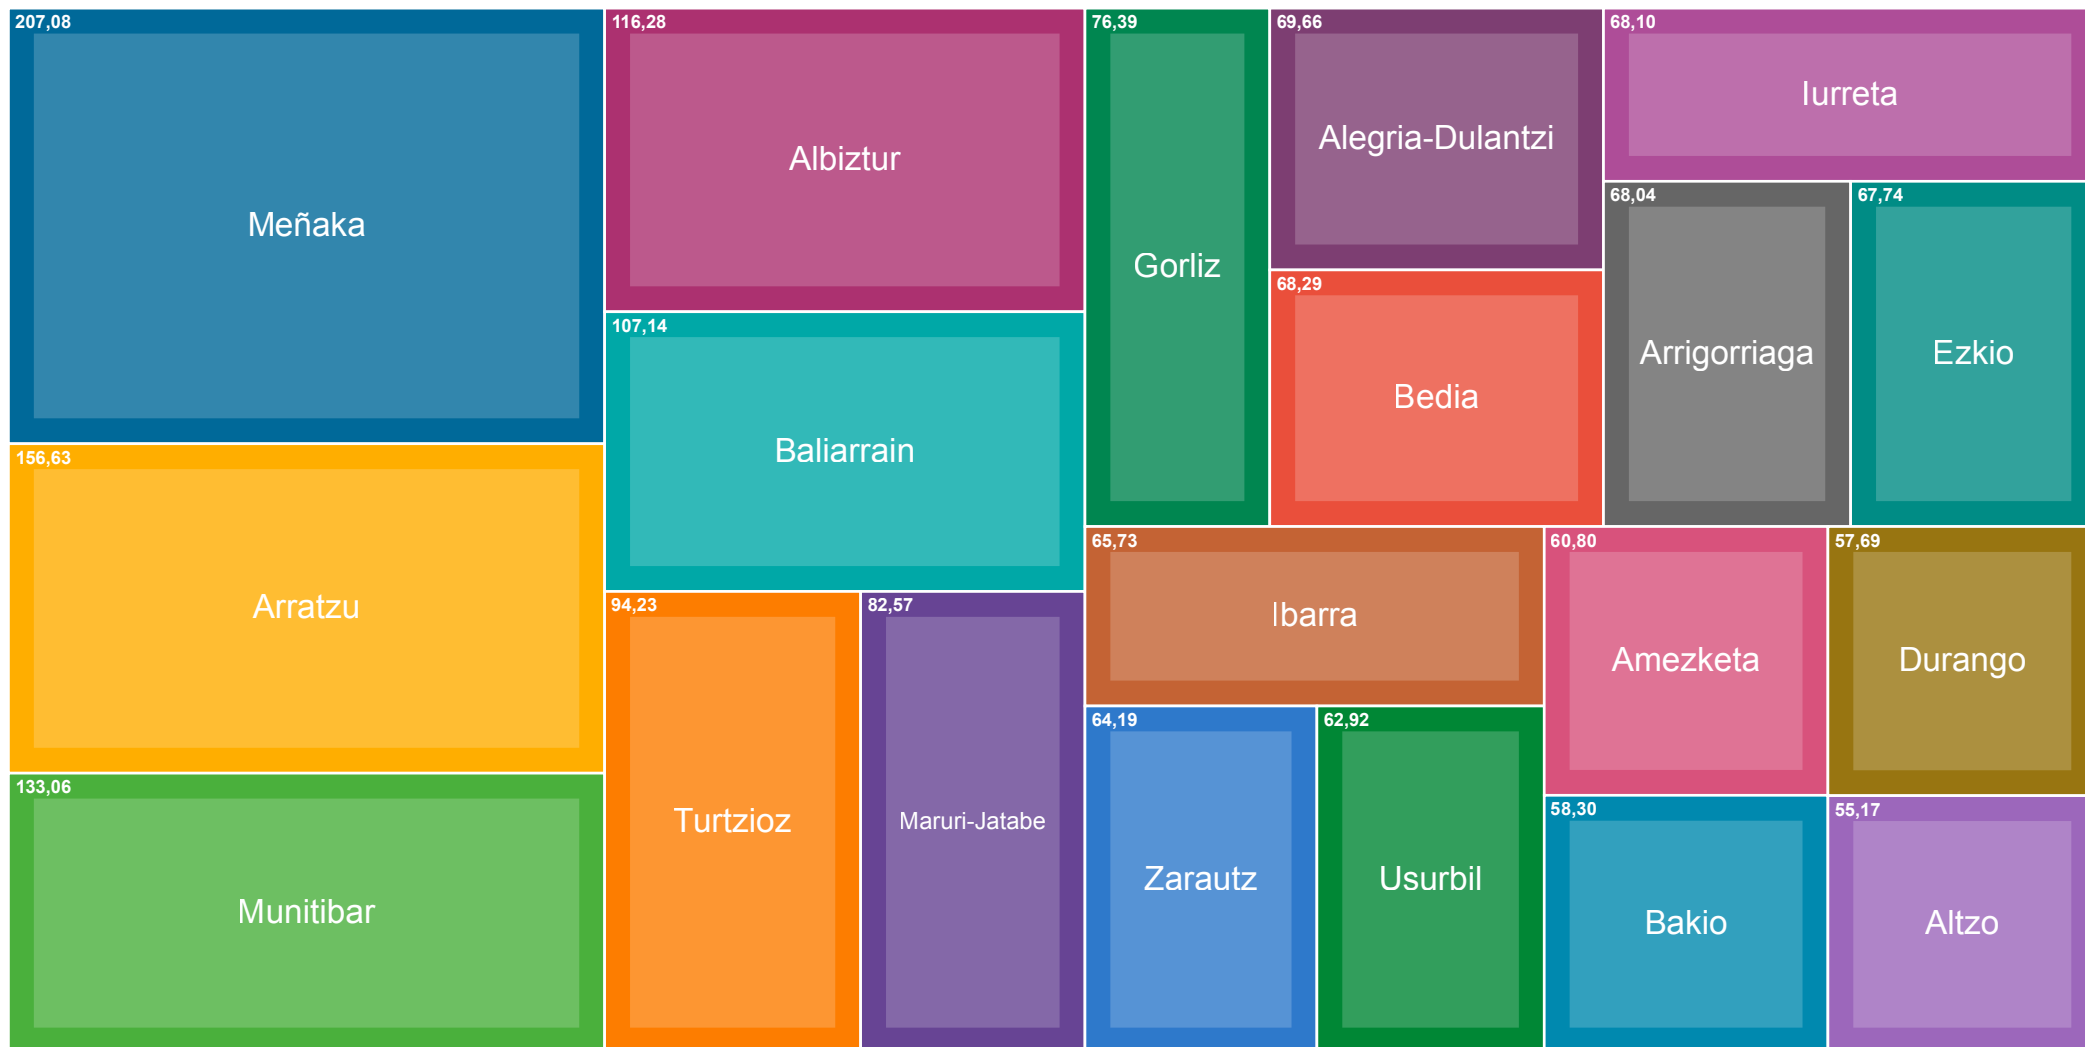 207,08
Meñaka
156,63
Arratzu
133,06
Munitibar
116,28
Albiztur
107,14
Baliarrain
94,23
Turtzioz
82,57
Maruri-Jatabe
76,39
Gorliz
69,66
Alegria-Dulantzi
68,29
Bedia
68,10
Iurreta
68,04
Arrigorriaga
67,74
Ezkio
65,73
Ibarra
64,19
Zarautz
62,92
Usurbil
60,80
Amezketa
58,30
Bakio
57,69
Durango
55,17
Altzo